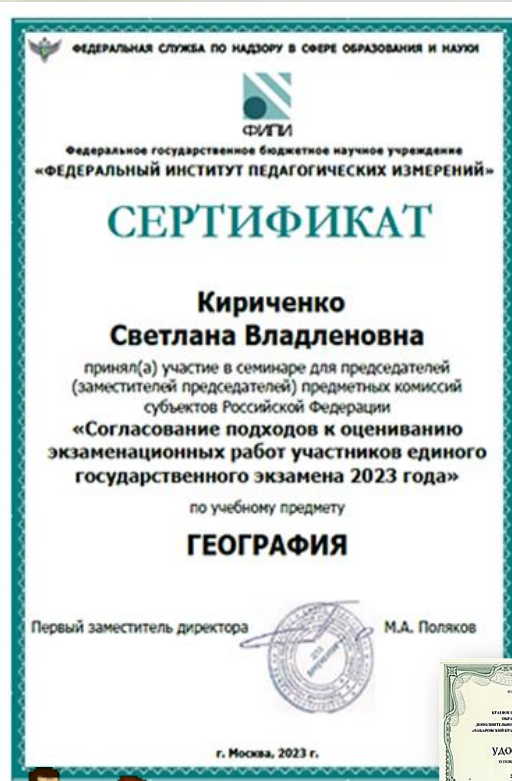 ФЕДЕРАЛЬНАЯ СЛУЖБА ПО НАДЗОРУ В СФЕРЕ ОБРАЗОВАНИЯ И НАУКИ
ФИПИ
Федеральное государственное бюджетное научное учреждение
«ФЕДЕРАЛЬНЫЙ ИНСТИТУТ ПЕДАГОГИЧЕСКИХ ИЗМЕРЕНИЙ»
СЕРТИФИКАТ
Кириченко
Светлана Владленовна
принял(а) участие в семинаре для председателей
(заместителей председателей) предметных комиссий
субъектов Российской Федерации
«Согласование подходов к оцениванию
экзаменационных работ участников единого
государственного экзамена 2023 года»
по учебному предмету
ГЕОГРАФИЯ
Первый заместитель директора М.А. Поляков
г. Москва, 2023 г.